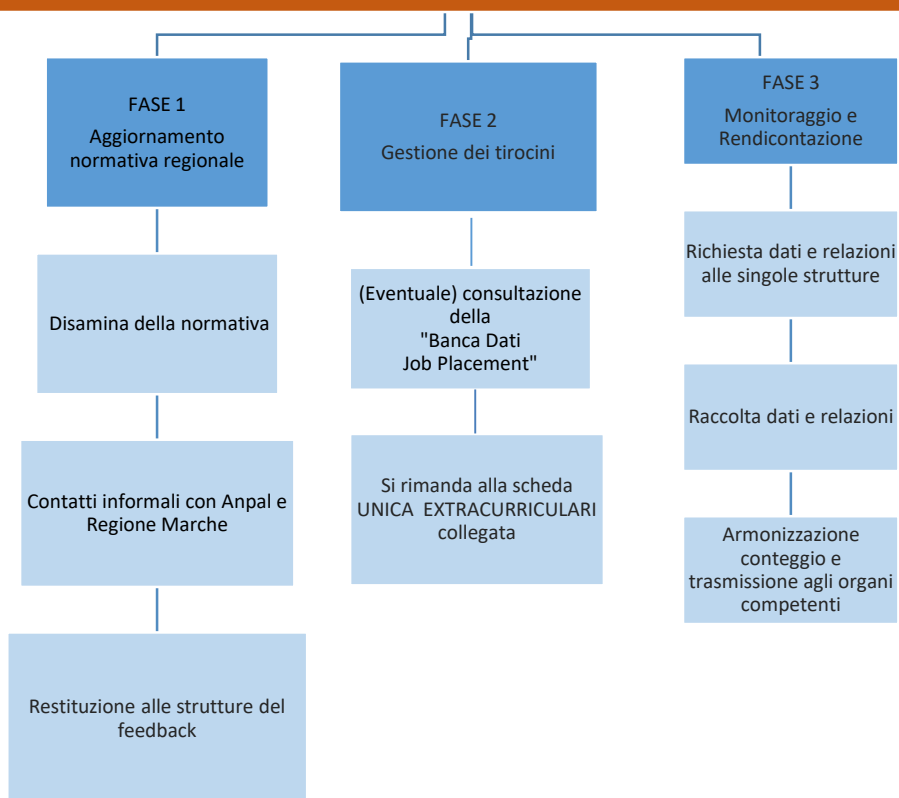 FASE 1
Aggiornamento
normativa regionale
Disamina della normativa
Contatti informali con Anpal e
Regione Marche
Restituzione alle strutture del
feedback
FASE 2
Gestione dei tirocini
(Eventuale) consultazione
della
"Banca Dati
Job Placement"
Si rimanda alla scheda
UNICA EXTRACURRICULARI
collegata
FASE 3
Monitoraggio e
Rendicontazione
Richiesta dati e relazioni
alle singole strutture
Raccolta dati e relazioni
Armonizzazione
conteggio e
trasmissione agli organi
competenti